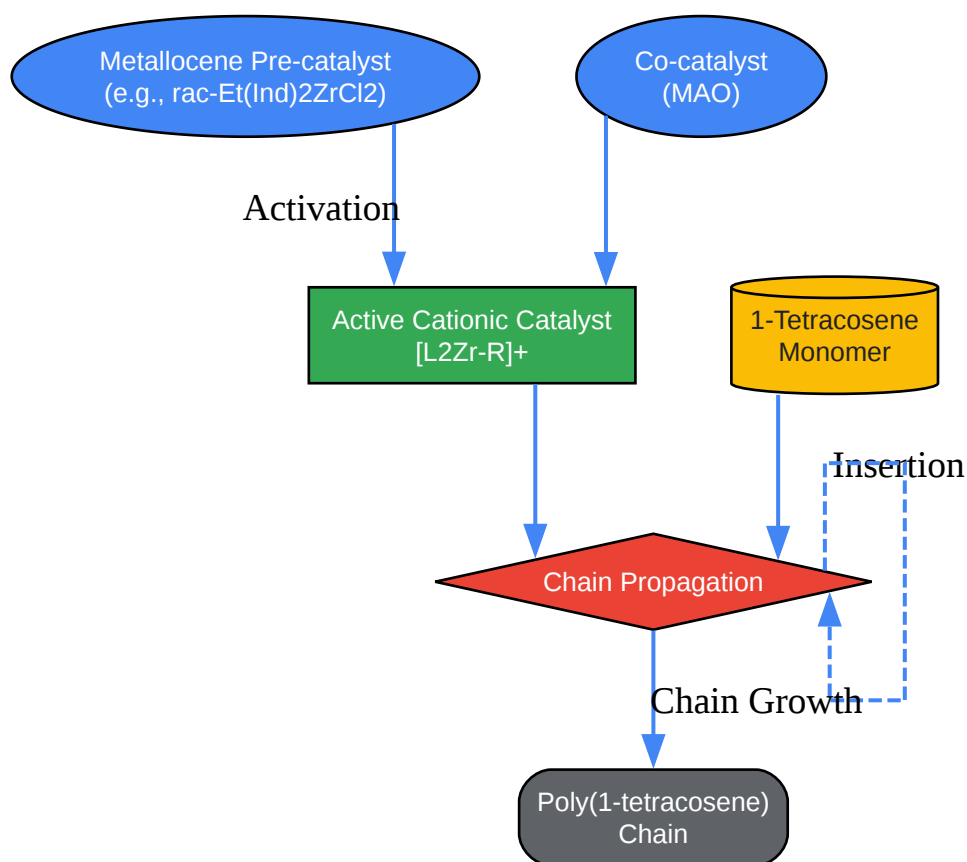 Metallocene Pre-catalyst
(e.g., rac-Et(Ind)2ZrCl2)
Co-catalyst
(MAO)
Activation
Active Cationic Catalyst
[L2Zr-R]+
1-Tetracosene
Monomer
Insertion
Chain Propagation
Chain Growth
Poly(1-tetracosene)
Chain